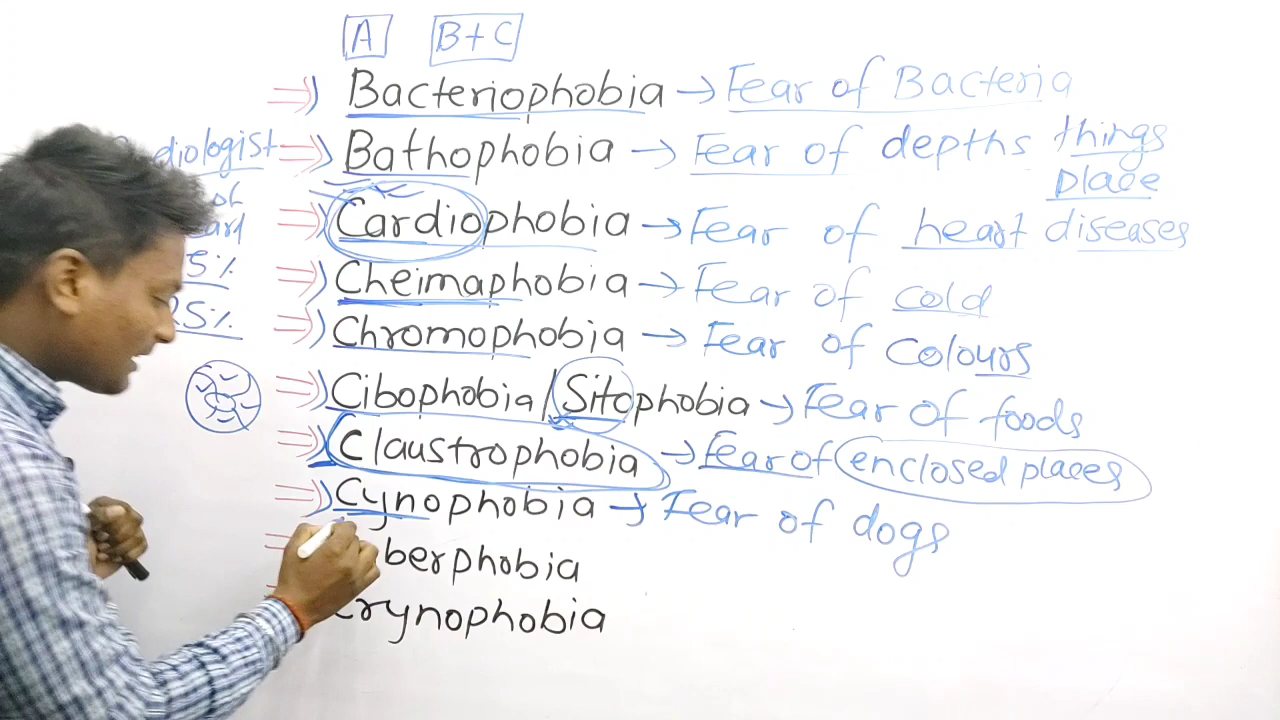 A B+C
Bacteriophobia → Fear of Bacteria
Bathophobia → Fear of depths things place
Cardiophobia → Fear of heart diseases
Cheimaphobia → Fear of cold
Chromophobia → Fear of Colours
Cibophobia/Sitophobia → Fear of foods
Claustrophobia → Fear of enclosed places
Cynophobia → Fear of dogs
berphobia
Crynophobia